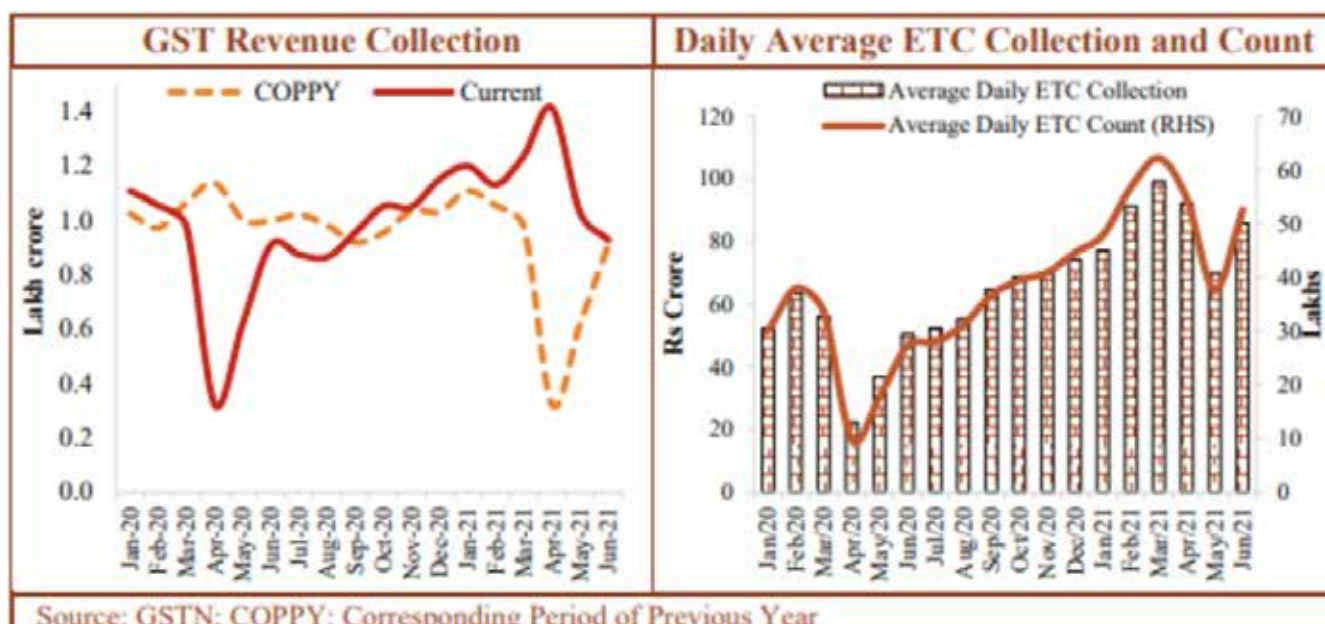 GST Revenue Collection
COPPY
Current
1.4
1.2
1.0
0.8
0.6
0.4
0.2
0.0
Lakh crore
Jan-20
Feb-20
Mar-20
Apr-20
May-20
Jun-20
Jul-20
Aug-20
Sep-20
Oct-20
Nov-20
Dec-20
Jan-21
Feb-21
Mar-21
Apr-21
May-21
Jun-21
Daily Average ETC Collection and Count
Average Daily ETC Collection
Average Daily ETC Count (RHS)
120
100
80
60
40
20
0
Rs Crore
70
60
50
40
30
20
10
0
Lakhs
Jan/20
Feb/20
Mar/20
Apr/20
May/20
Jun/20
Jul/20
Aug/20
Sep/20
Oct/20
Nov/20
Dec/20
Jan/21
Feb/21
Mar/21
Apr/21
May/21
Jun/21
Source: GSTN; COPPY: Corresponding Period of Previous Year